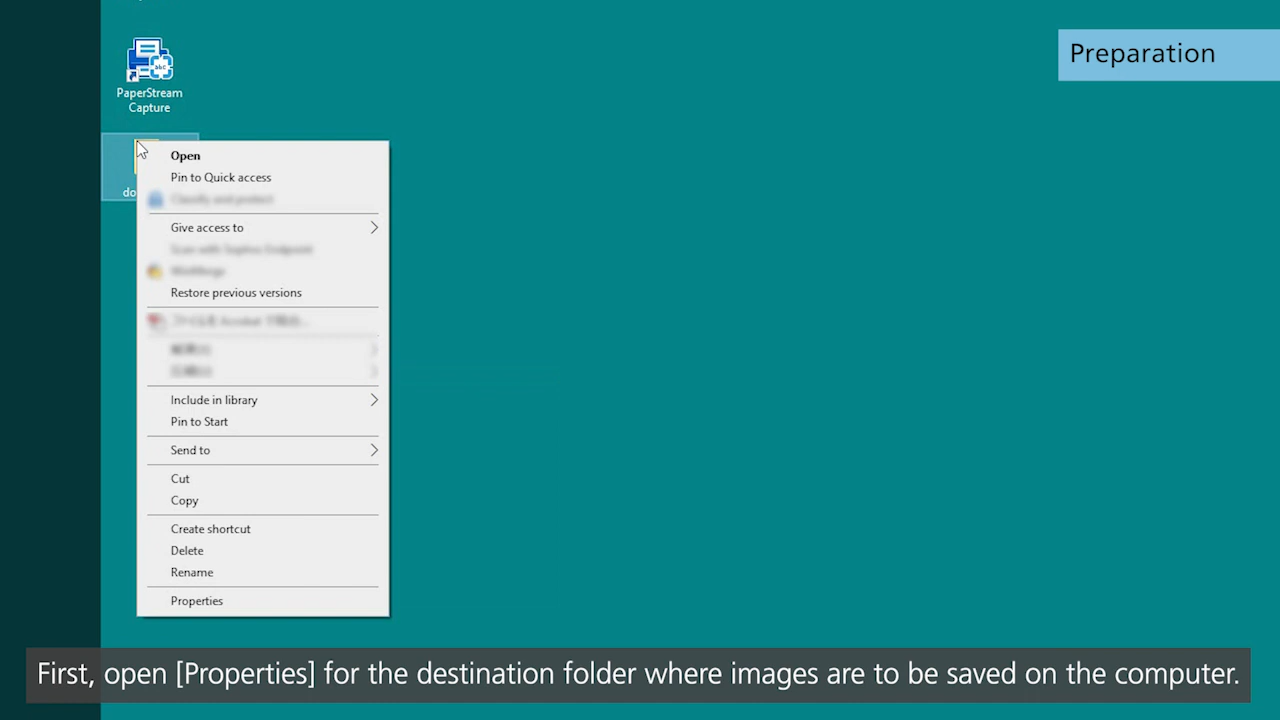 Preparation
PaperStream
Capture
Open
Pin to Quick access
Give access to
Restore previous versions
Include in library
Pin to Start
Send to
Cut
Copy
Create shortcut
Delete
Rename
Properties
First, open [Properties] for the destination folder where images are to be saved on the computer.